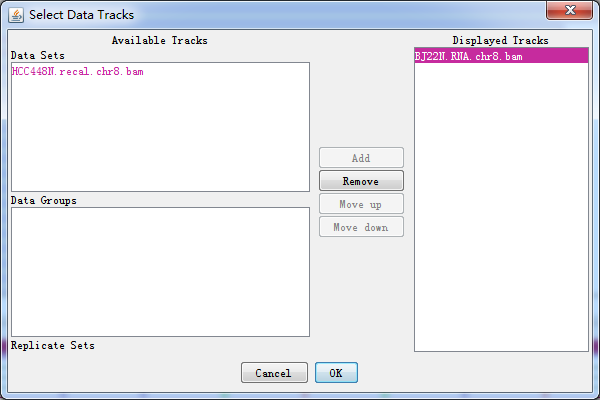 Select Data Tracks
Available Tracks
Displayed Tracks
Data Sets
HCC448N.recal.chr8.bam
BJ22N.RNA.chr8.bam
Add
Remove
Move up
Move down
Data Groups
Replicate Sets
Cancel
OK